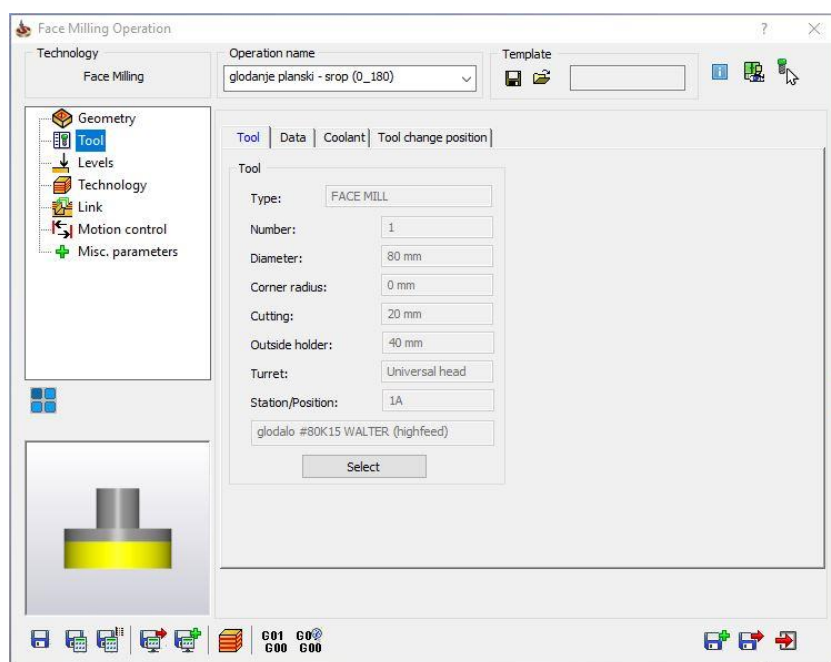 Face Milling Operation
?
Technology
Face Milling
Operation name
glodanje planski - srop (0_180)
Template
Geometry
Tool
Levels
Technology
Link
Motion control
Misc. parameters
Tool Data Coolant Tool change position
Tool
Type: FACE MILL
Number: 1
Diameter: 80 mm
Corner radius: 0 mm
Cutting: 20 mm
Outside holder: 40 mm
Turret: Universal head
Station/Position: 1A
glodalo #80K15 WALTER (highfeed)
Select
G01 G0
G00 G00